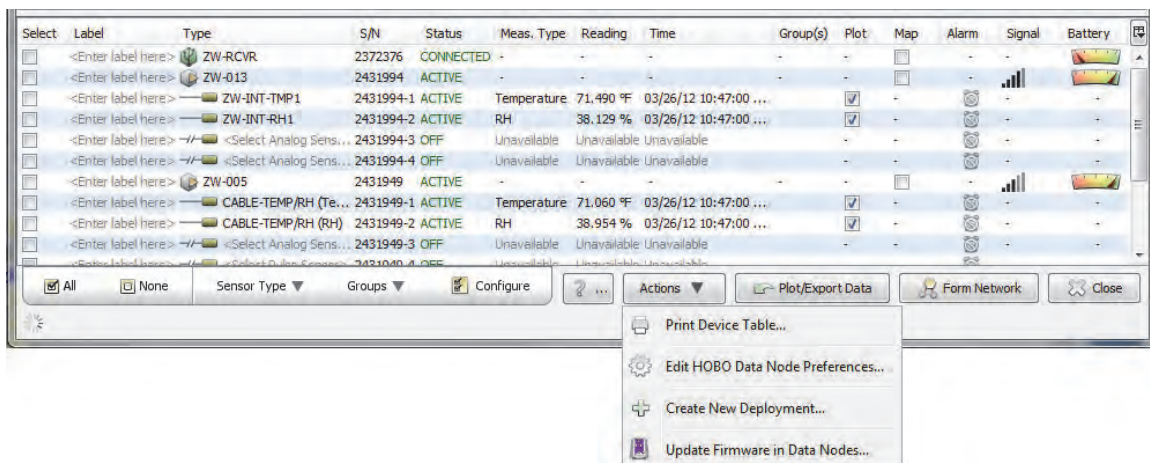 Select Label Type S/N Status Meas. Type Reading Time Group(s) Plot Map Alarm Signal Battery
<Enter label here> ZW-RCVR 2372376 CONNECTED - - - - - - - -
<Enter label here> ZW-013 2431994 ACTIVE - - - - - -
<Enter label here> ZW-INT-TMP1 2431994-1 ACTIVE Temperature 71.490 °F 03/26/12 10:47:00 ... - - -
<Enter label here> ZW-INT-RH1 2431994-2 ACTIVE RH 38.129 % 03/26/12 10:47:00 ... - - -
<Enter label here> <Select Analog Sens... 2431994-3 OFF Unavailable Unavailable Unavailable - - - -
<Enter label here> <Select Analog Sens... 2431994-4 OFF Unavailable Unavailable Unavailable - - - -
<Enter label here> ZW-005 2431949 ACTIVE - - - - - -
<Enter label here> CABLE-TEMP/RH (Te... 2431949-1 ACTIVE Temperature 71.060 °F 03/26/12 10:47:00 ... - - -
<Enter label here> CABLE-TEMP/RH (RH) 2431949-2 ACTIVE RH 38.954 % 03/26/12 10:47:00 ... - - -
<Enter label here> <Select Analog Sens... 2431949-3 OFF Unavailable Unavailable Unavailable - - - -
All None Sensor Type Groups Configure ? ... Actions Plot/Export Data Form Network Close
Print Device Table...
Edit HOBO Data Node Preferences...
Create New Deployment...
Update Firmware in Data Nodes...